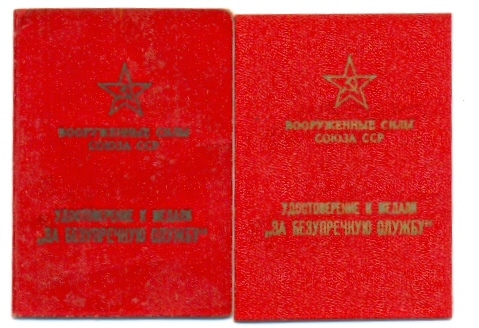 ВООРУЖЕННЫЕ СИЛЫ
СОЮЗА ССР
УДОСТОВЕРЕНИЕ К МЕДАЛИ
„ЗА БЕЗУПРЕЧНУЮ СЛУЖБУ“
ВООРУЖЕННЫЕ СИЛЫ
СОЮЗА ССР
УДОСТОВЕРЕНИЕ К МЕДАЛИ
„ЗА БЕЗУПРЕЧНУЮ СЛУЖБУ“